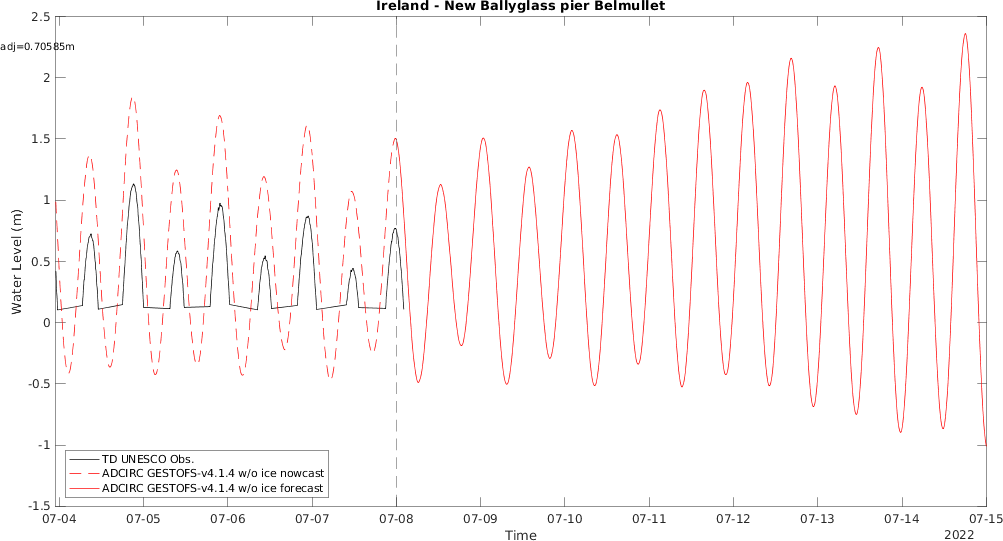 Ireland - New Ballyglass pier Belmullet
adj=0.70585m
2.5
2
1.5
1
0.5
0
-0.5
-1
-1.5
Water Level (m)
TD UNESCO Obs.
ADCIRC GESTOFS-v4.1.4 w/o ice nowcast
ADCIRC GESTOFS-v4.1.4 w/o ice forecast
07-04 07-05 07-06 07-07 07-08 07-09 07-10 07-11 07-12 07-13 07-14 07-15
Time
2022